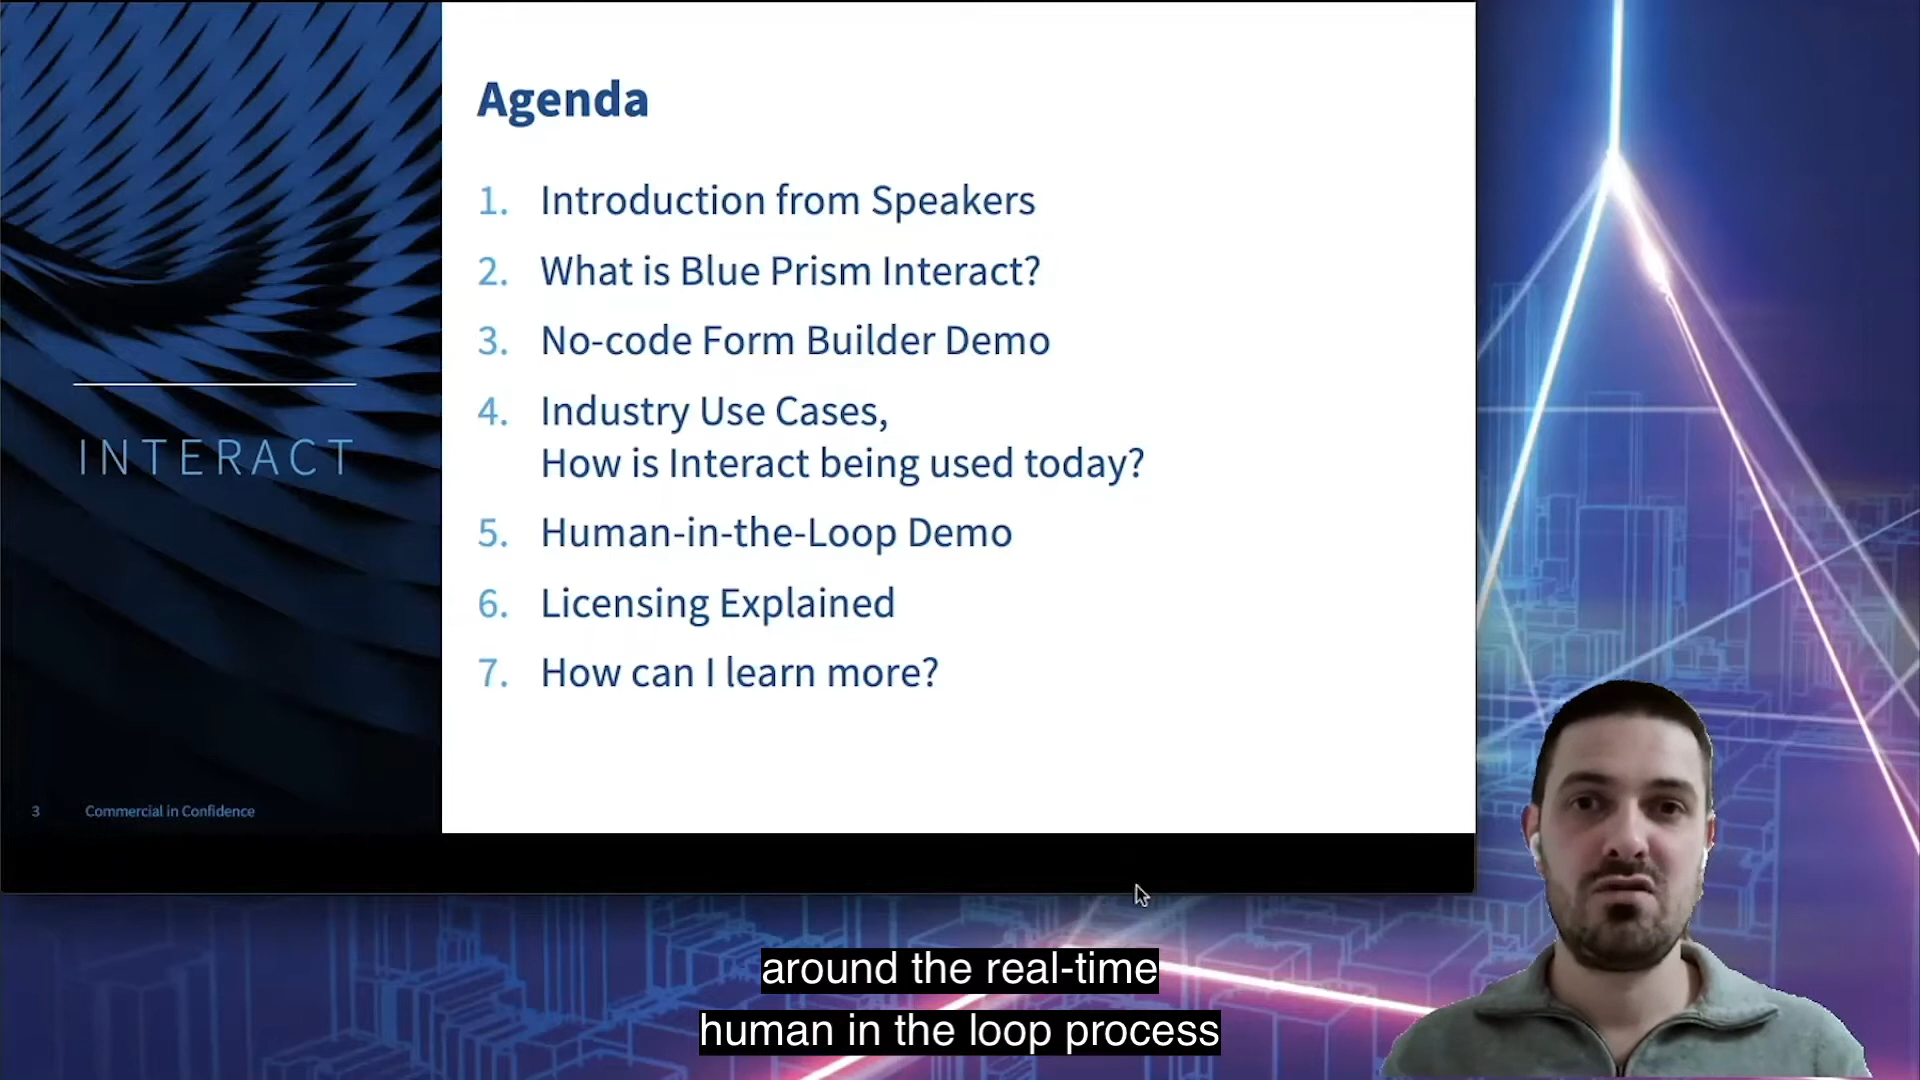 INTERACT
3 Commercial in Confidence
Agenda
1. Introduction from Speakers
2. What is Blue Prism Interact?
3. No-code Form Builder Demo
4. Industry Use Cases,
How is Interact being used today?
5. Human-in-the-Loop Demo
6. Licensing Explained
7. How can I learn more?
around the real-time
human in the loop process